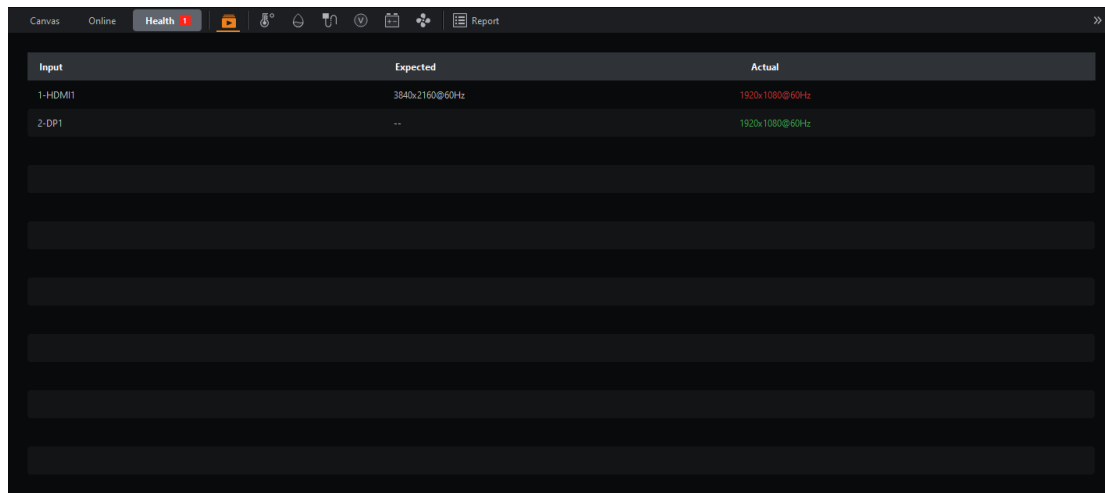 Canvas Online Health 1 V Report »
Input Expected Actual
1-HDMI1 3840x2160@60Hz 1920x1080@60Hz
2-DP1 -- 1920x1080@60Hz